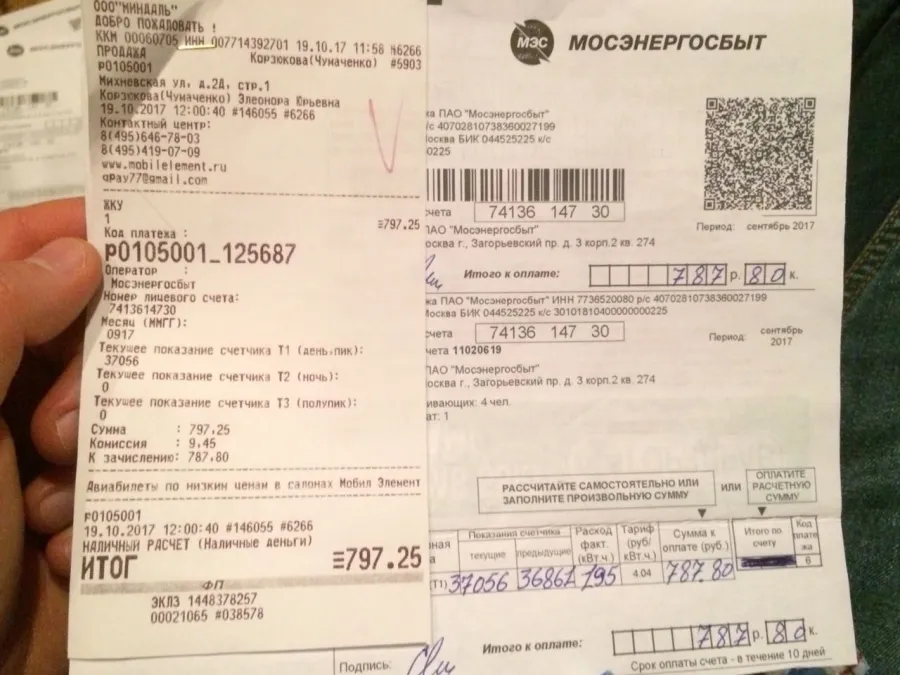 ООО"МИНДАЛЬ"
ДОБРО ПОЖАЛОВАТЬ !
ККМ 00060705 ИНН 007714392701 19.10.17 11:58 #6266
ПРОДАЖА Корзюкова(Чумаченко) #5903
Р0105001
Михневская ул, д.2Д, стр.1
Корзюкова(Чумаченко) Элеонора Юрьевна
19.10.2017 12:00:40 #146055 #6266
Контактный центр:
8(495)646-78-03
8(495)419-07-09
www.mobilelement.ru
qPay77@gmail.com
ЖКУ
1 ≡797.25
Код платежа :
Р0105001_125687
Оператор :
Мосэнергосбыт
Номер лицевого счета:
7413614730
Месяц (ММГГ):
0917
Текущее показание счетчика Т1 (день,пик):
37056
Текущее показание счетчика Т2 (ночь):
0
Текущее показание счетчика Т3 (полупик):
0
Сумма : 797,25
Комиссия : 9,45
К зачислению: 787,80
Авиабилеты по низкин ценам в салонах Мобил Элемент
Р0105001
19.10.2017 12:00:40 #146055 #6266
НАЛИЧНЫЙ РАСЧЕТ (Наличные деньги)
ИТОГ ≡797.25
ФП
ЭКЛЗ 1448378257
00021065 #038578
МЭС МОСЭНЕРГОСБЫТ
ПАО "Мосэнергосбыт"
р/с 40702810738360027199
БИК 044525225 к/с
0225
74136 147 30
Период: сентябрь 2017
ПАО "Мосэнергосбыт"
г., Загорьевский пр. д. 3 корп.2 кв. 274
Итого к оплате: 787 р. 80 к.
ПАО "Мосэнергосбыт" ИНН 7736520080 р/с 40702810738360027199
БИК 044525225 к/с 30101810400000000225
74136 147 30
Период: сентябрь 2017
11020619
ПАО "Мосэнергосбыт"
г., Загорьевский пр. д. 3 корп.2 кв. 274
4 чел.
1
РАССЧИТАЙТЕ САМОСТОЯТЕЛЬНО ИЛИ
ЗАПОЛНИТЕ ПРОИЗВОЛЬНУЮ СУММУ
или
ОПЛАТИТЕ
РАСЧЕТНУЮ
СУММУ
Показания счетчика
текущие предыдущие
Расход факт. (кВт ч.)
Тариф (руб/ кВт.ч.)
Сумма к оплате (руб.)
Итого по счету
Код платежа
(Т1) 37056 36861 195 4.04 787.80 6
Итого к оплате: 787 р. 80 к.
Подпись:
Срок оплаты счета - в течение 10 дней